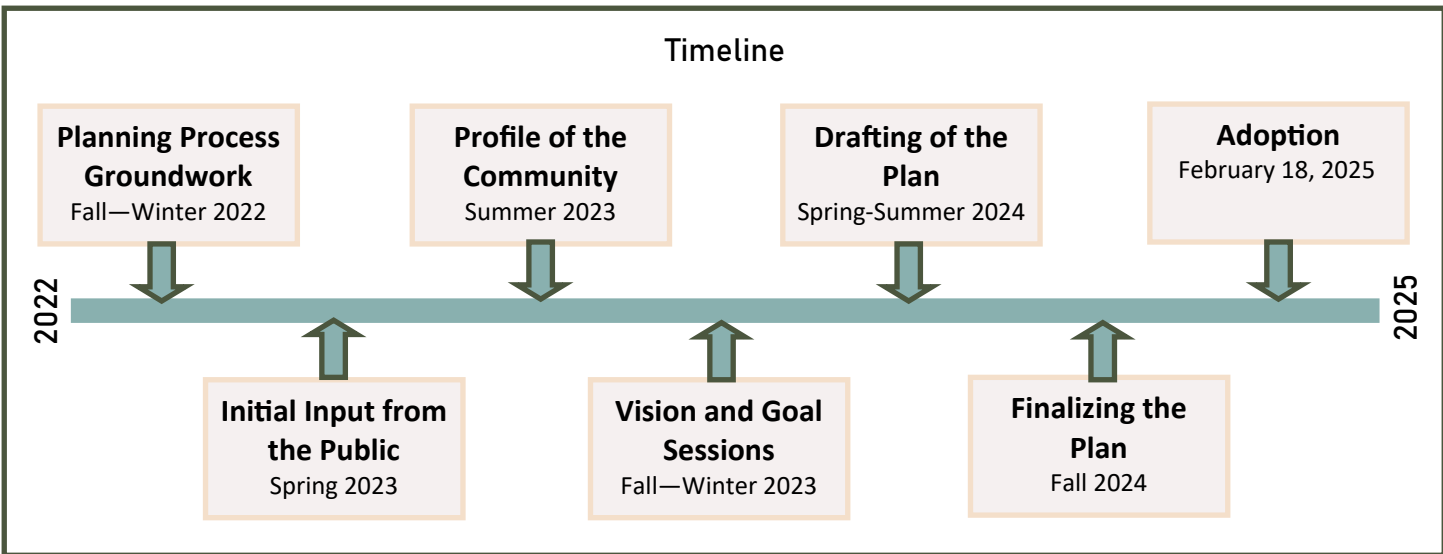 Timeline
Planning Process
Groundwork
Fall—Winter 2022
Profile of the
Community
Summer 2023
Drafting of the
Plan
Spring-Summer 2024
Adoption
February 18, 2025
2022
2025
Initial Input from
the Public
Spring 2023
Vision and Goal
Sessions
Fall—Winter 2023
Finalizing the
Plan
Fall 2024